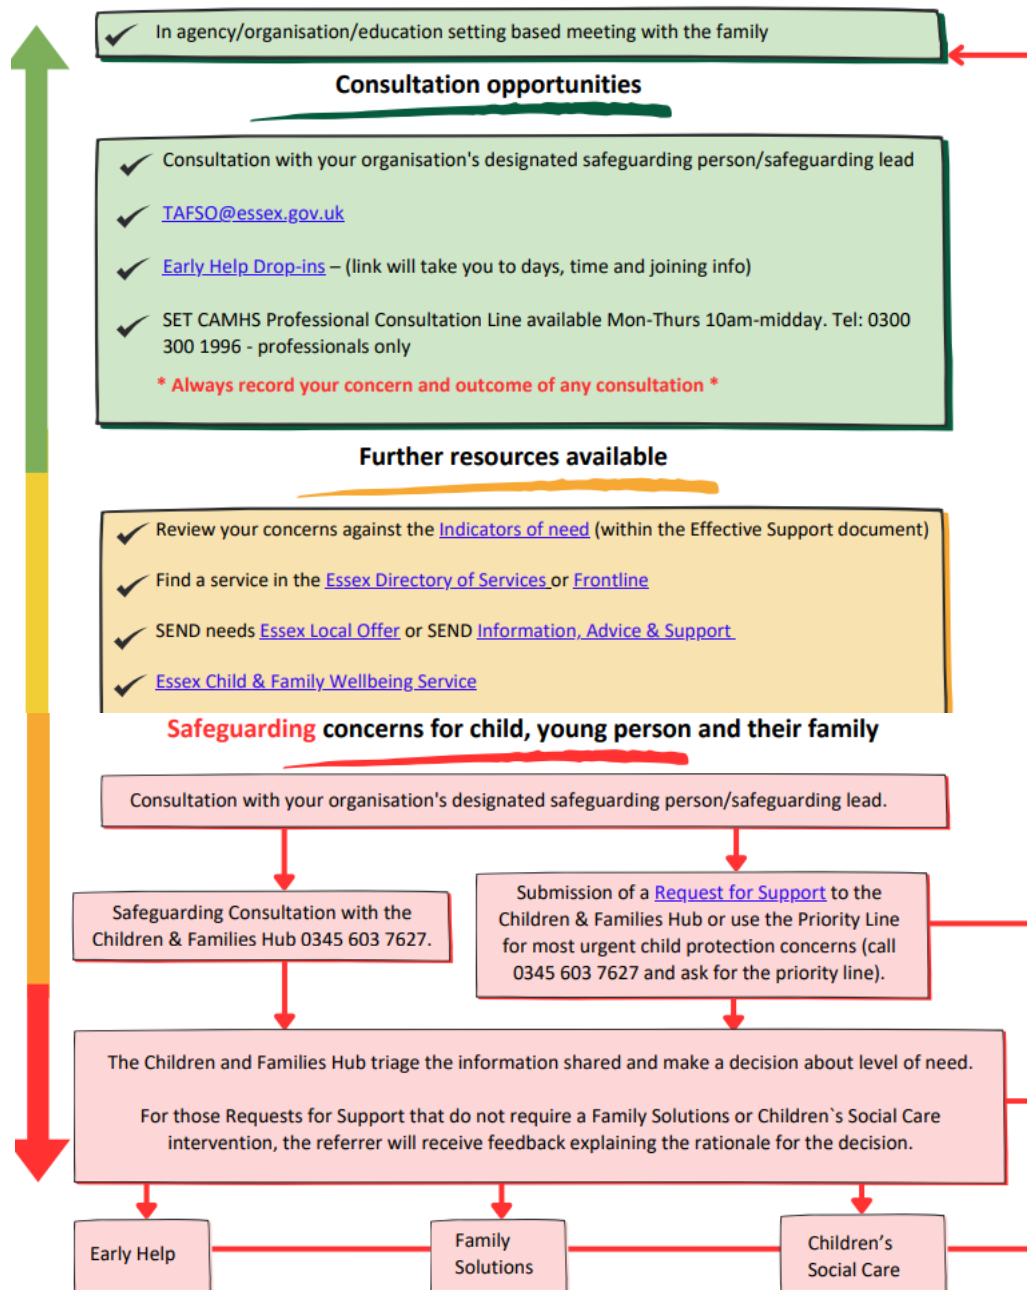 In agency/organisation/education setting based meeting with the family
Consultation opportunities
Consultation with your organisation's designated safeguarding person/safeguarding lead
TAFSO@essex.gov.uk
Early Help Drop-ins – (link will take you to days, time and joining info)
SET CAMHS Professional Consultation Line available Mon-Thurs 10am-midday. Tel: 0300
300 1996 - professionals only
* Always record your concern and outcome of any consultation *
Further resources available
Review your concerns against the Indicators of need (within the Effective Support document)
Find a service in the Essex Directory of Services or Frontline
SEND needs Essex Local Offer or SEND Information, Advice & Support
Essex Child & Family Wellbeing Service
Safeguarding concerns for child, young person and their family
Consultation with your organisation's designated safeguarding person/safeguarding lead.
Safeguarding Consultation with the
Children & Families Hub 0345 603 7627.
Submission of a Request for Support to the
Children & Families Hub or use the Priority Line
for most urgent child protection concerns (call
0345 603 7627 and ask for the priority line).
The Children and Families Hub triage the information shared and make a decision about level of need.
For those Requests for Support that do not require a Family Solutions or Children`s Social Care
intervention, the referrer will receive feedback explaining the rationale for the decision.
Early Help
Family
Solutions
Children’s
Social Care